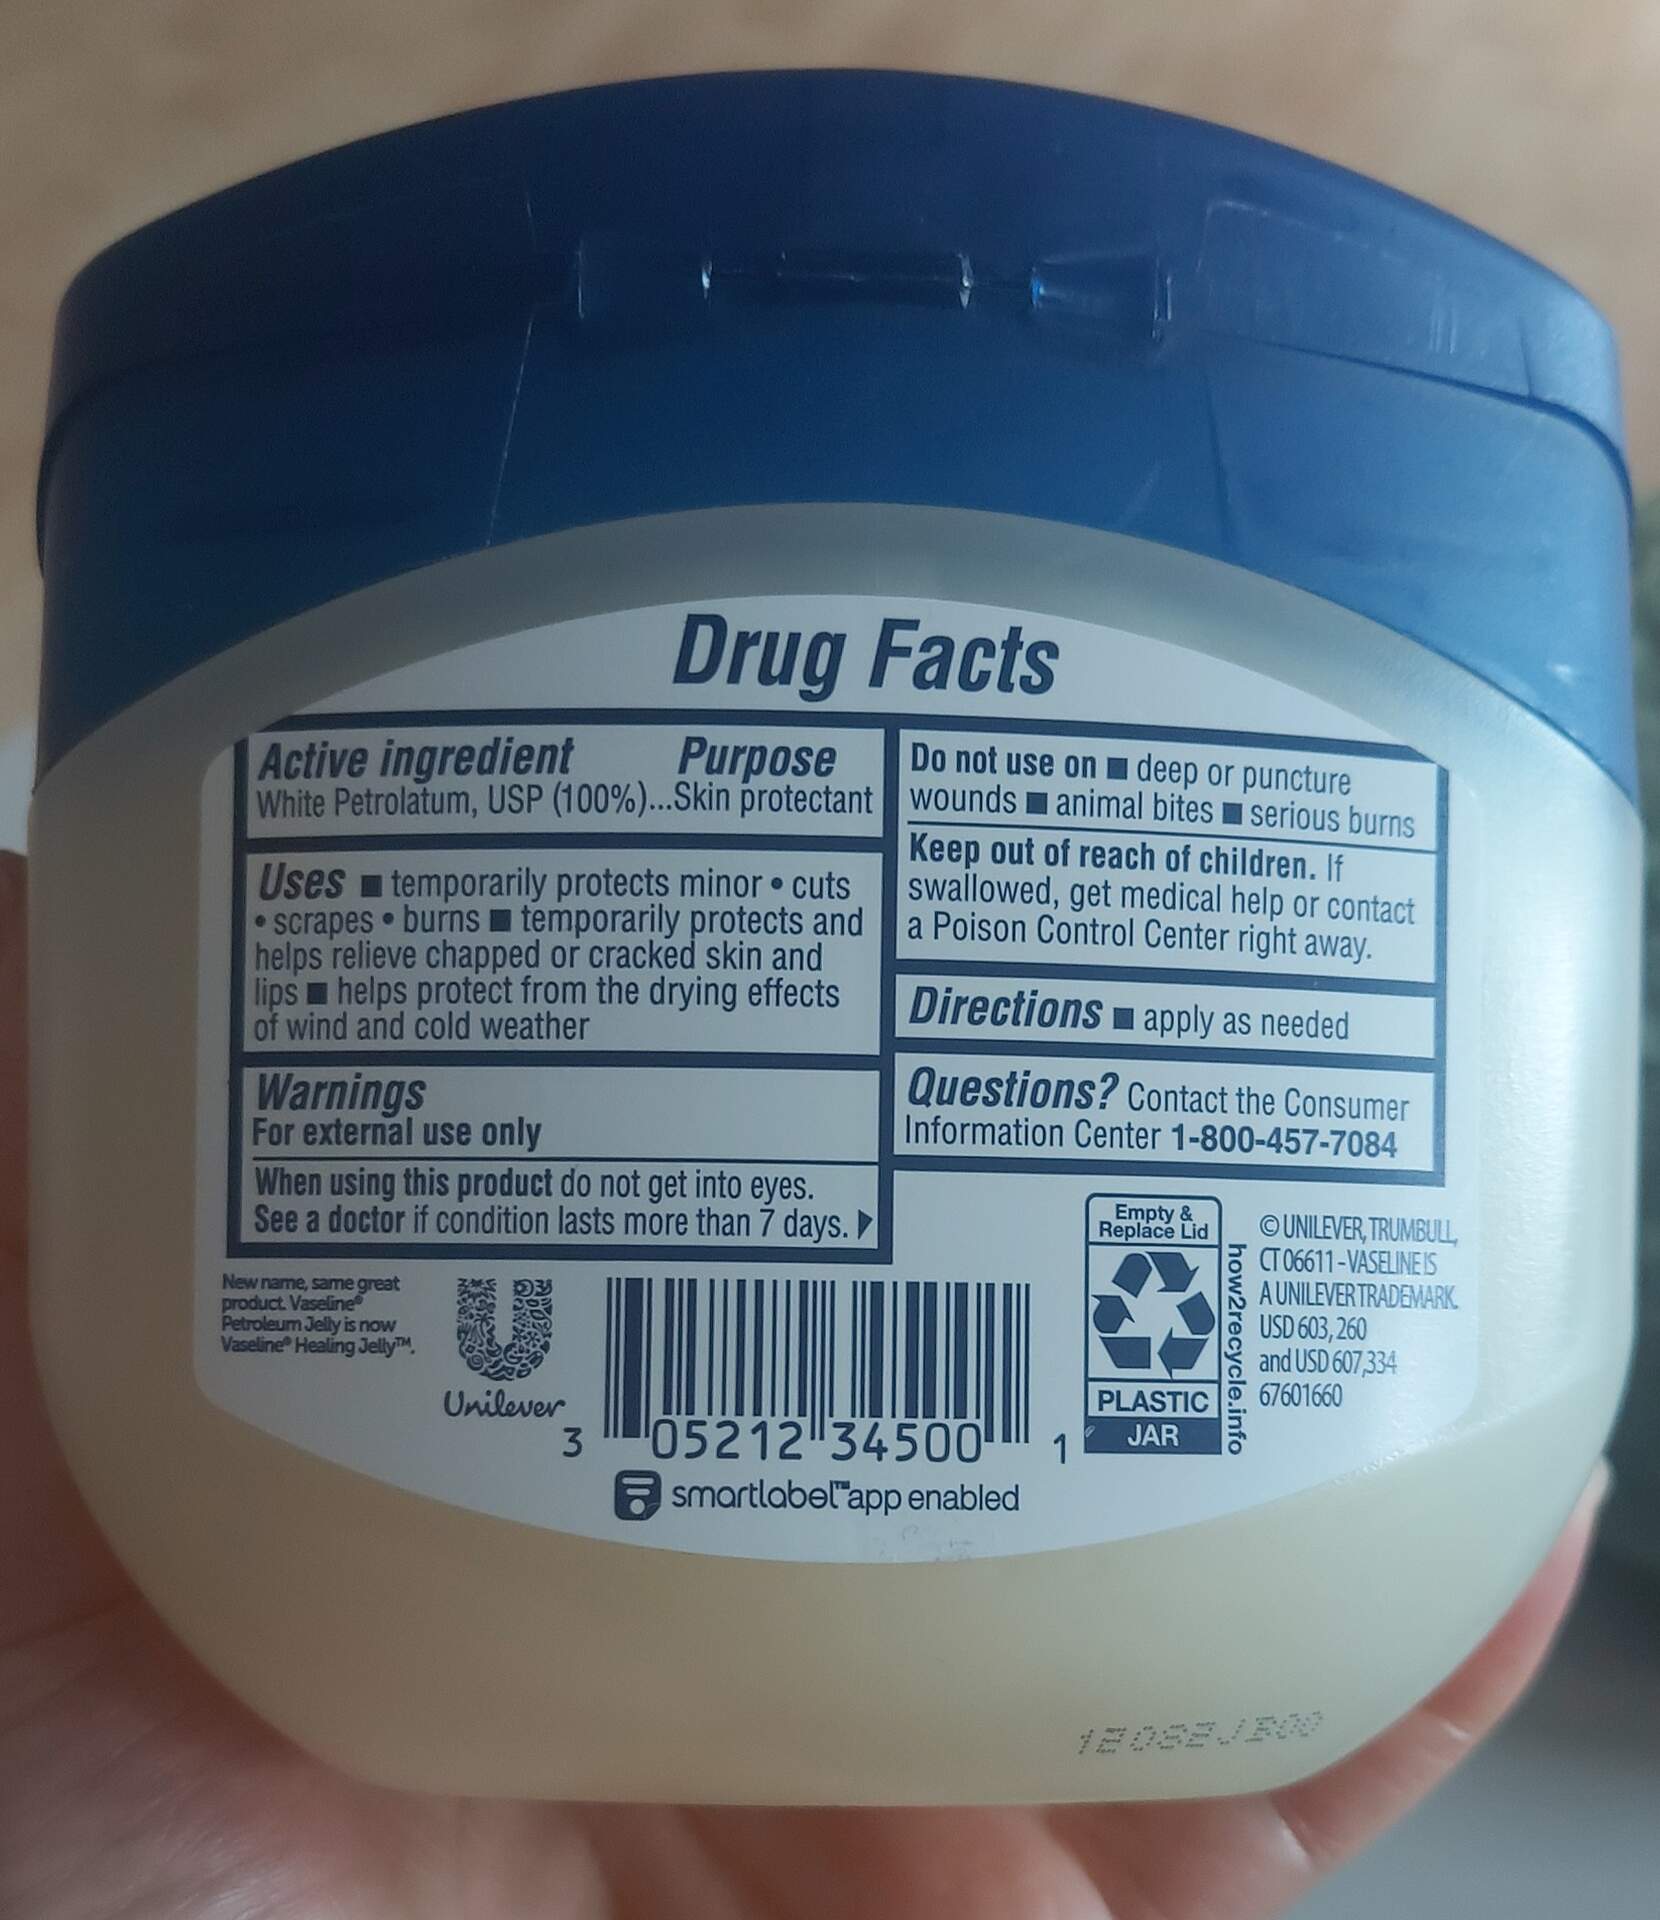 Drug Facts
Active ingredient Purpose
White Petrolatum, USP (100%)...Skin protectant
Uses ■ temporarily protects minor • cuts
• scrapes • burns ■ temporarily protects and
helps relieve chapped or cracked skin and
lips ■ helps protect from the drying effects
of wind and cold weather
Warnings
For external use only
When using this product do not get into eyes.
See a doctor if condition lasts more than 7 days. ▶
Do not use on ■ deep or puncture
wounds ■ animal bites ■ serious burns
Keep out of reach of children. If
swallowed, get medical help or contact
a Poison Control Center right away.
Directions ■ apply as needed
Questions? Contact the Consumer
Information Center 1-800-457-7084
New name, same great
product. Vaseline®
Petroleum Jelly is now
Vaseline® Healing Jelly™.
Unilever
3 05212 34500 1
smartlabel™ app enabled
Empty &
Replace Lid
PLASTIC
JAR
how2recycle.info
© UNILEVER, TRUMBULL,
CT 06611 - VASELINE IS
A UNILEVER TRADEMARK.
USD 603, 260
and USD 607,334
67601660